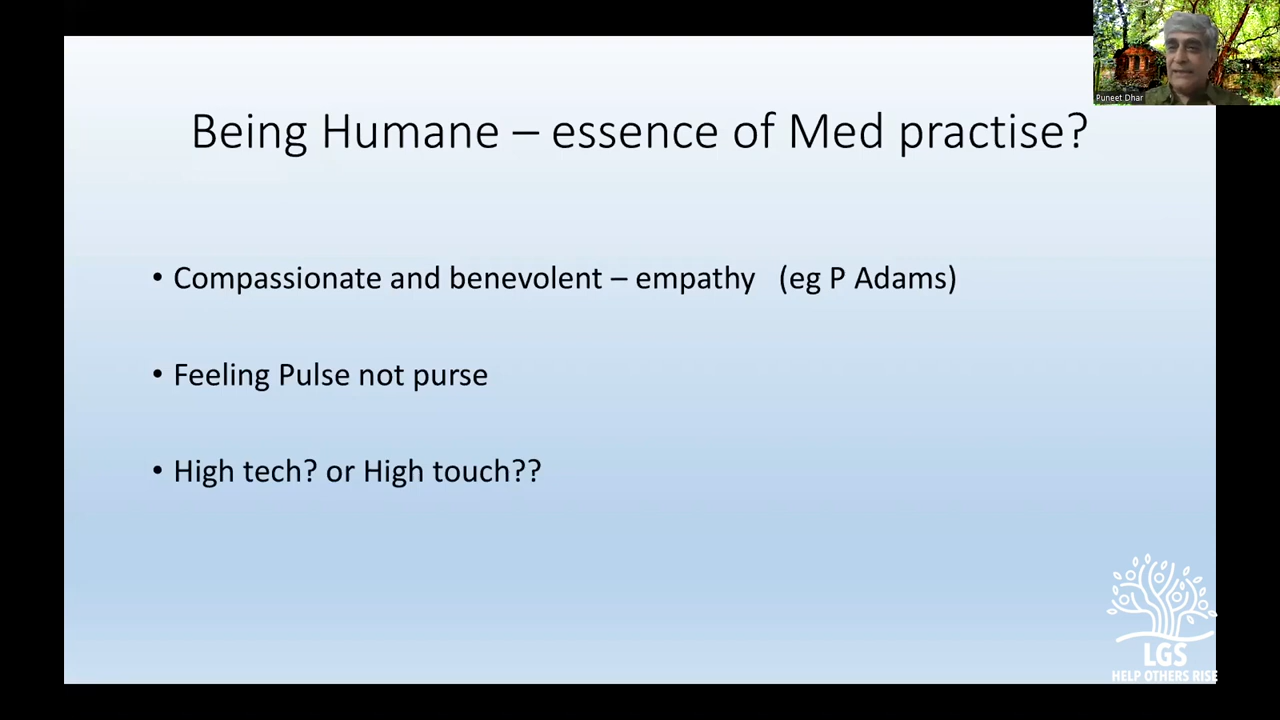 Puneet Dhar
Being Humane – essence of Med practise?
• Compassionate and benevolent – empathy (eg P Adams)
• Feeling Pulse not purse
• High tech? or High touch??
LGS
HELP OTHERS RISE